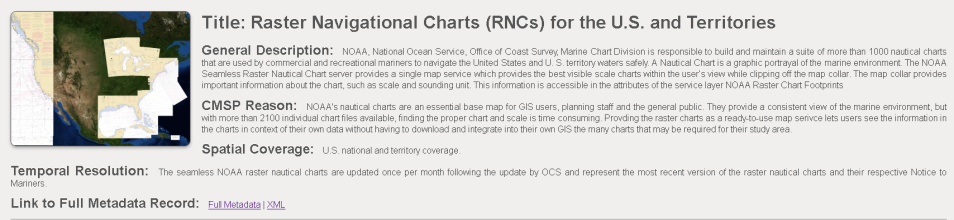 Title: Raster Navigational Charts (RNCs) for the U.S. and Territories
General Description: NOAA, National Ocean Service, Office of Coast Survey, Marine Chart Division is responsible to build and maintain a suite of more than 1000 nautical charts
that are used by commercial and recreational mariners to navigate the United States and U. S. territory waters safely. A Nautical Chart is a graphic portrayal of the marine environment. The NOAA
Seamless Raster Nautical Chart server provides a single map service which provides the best visible scale charts within the user's view while clipping off the map collar. The map collar provides
important information about the chart, such as scale and sounding unit. This information is accessible in the attributes of the service layer NOAA Raster Chart Footprints
CMSP Reason: NOAA's nautical charts are an essential base map for GIS users, planning staff and the general public. They provide a consistent view of the marine environment, but
with more than 2100 individual chart files available, finding the proper chart and scale is time consuming. Providing the raster charts as a ready-to-use map serivce lets users see the information in
the charts in context of their own data without having to download and integrate into their own GIS the many charts that may be required for their study area.
Spatial Coverage: U.S. national and territory coverage.
Temporal Resolution: The seamless NOAA raster nautical charts are updated once per month following the update by OCS and represent the most recent version of the raster nautical charts and their respective Notice to
Mariners.
Link to Full Metadata Record: Full Metadata | XML